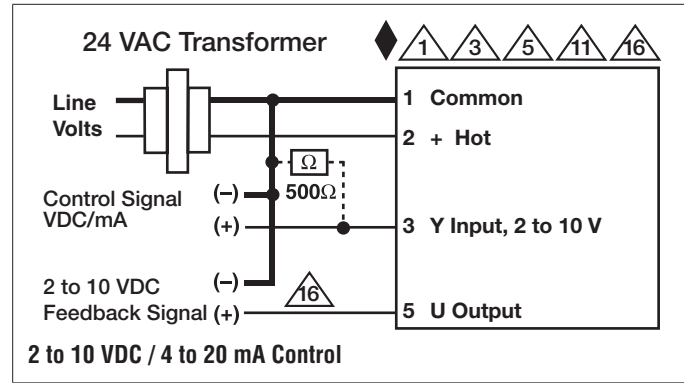 24 VAC Transformer
1 3 5 11 16
Line
Volts
1 Common
2 + Hot
Ω
500Ω
Control Signal (–)
VDC/mA (+)
3 Y Input, 2 to 10 V
2 to 10 VDC (–)
Feedback Signal (+)
16
5 U Output
2 to 10 VDC / 4 to 20 mA Control